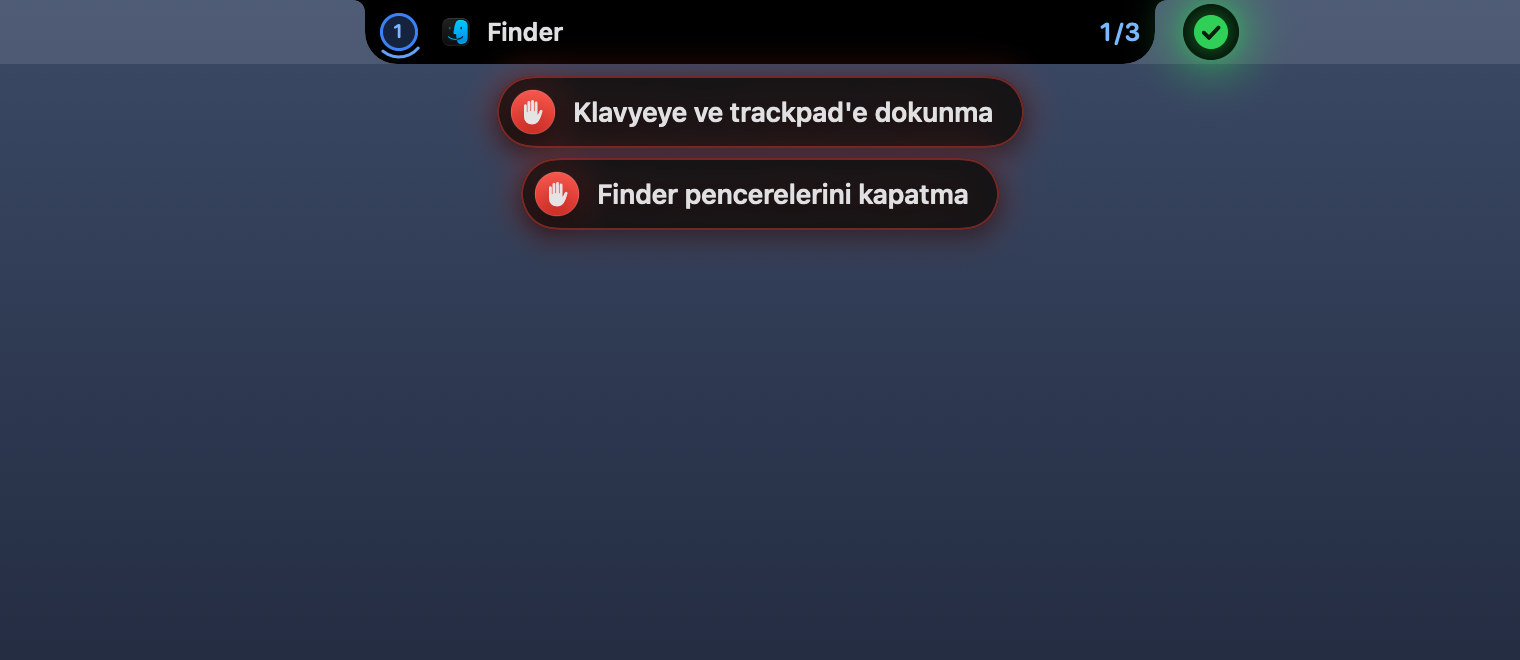 1 Finder 1/3
Klavyeye ve trackpad'e dokunma
Finder pencerelerini kapatma